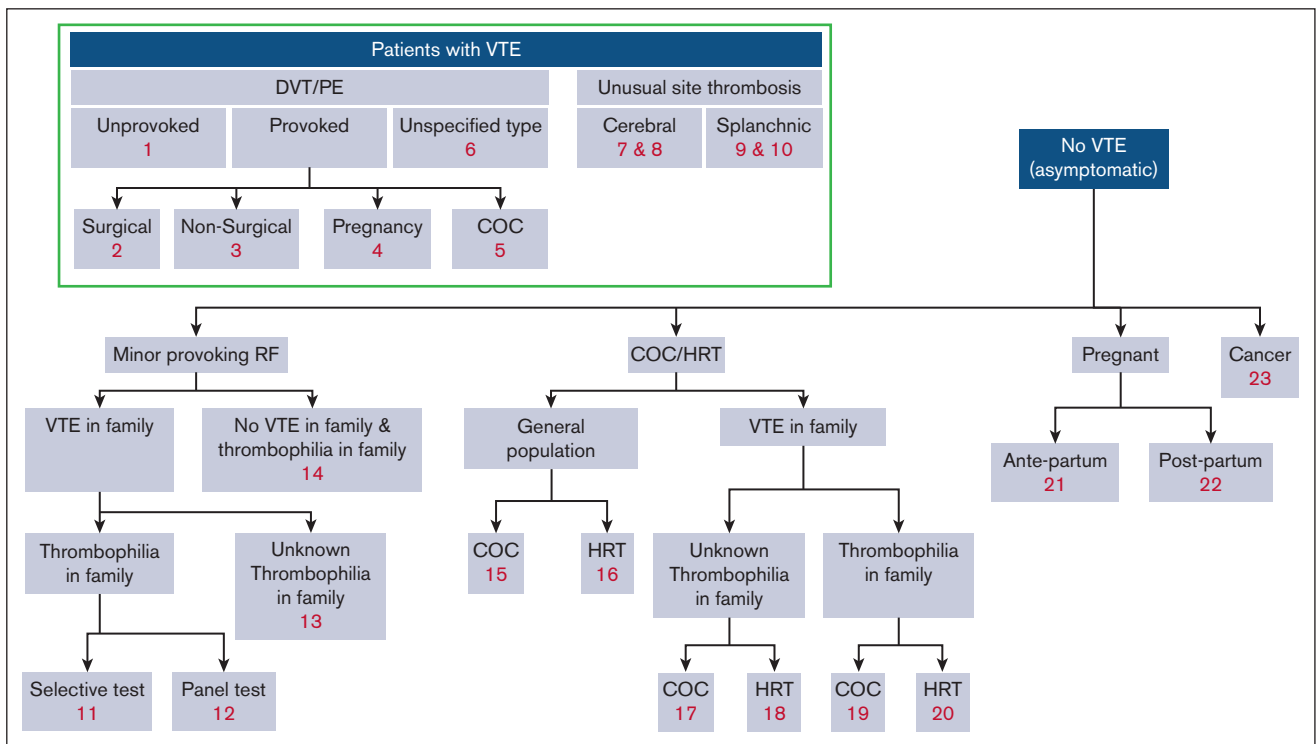 Patients with VTE
DVT/PE
Unusual site thrombosis
Unprovoked
1
Provoked
Unspecified type
6
Cerebral
7 & 8
Splanchnic
9 & 10
Surgical
2
Non-Surgical
3
Pregnancy
4
COC
5
No VTE
(asymptomatic)
Minor provoking RF
COC/HRT
Pregnant
Cancer
23
VTE in family
No VTE in family &
thrombophilia in family
14
General
population
VTE in family
Ante-partum
21
Post-partum
22
Thrombophilia
in family
Unknown
Thrombophilia
in family
13
COC
15
HRT
16
Unknown
Thrombophilia
in family
Thrombophilia
in family
Selective test
11
Panel test
12
COC
17
HRT
18
COC
19
HRT
20